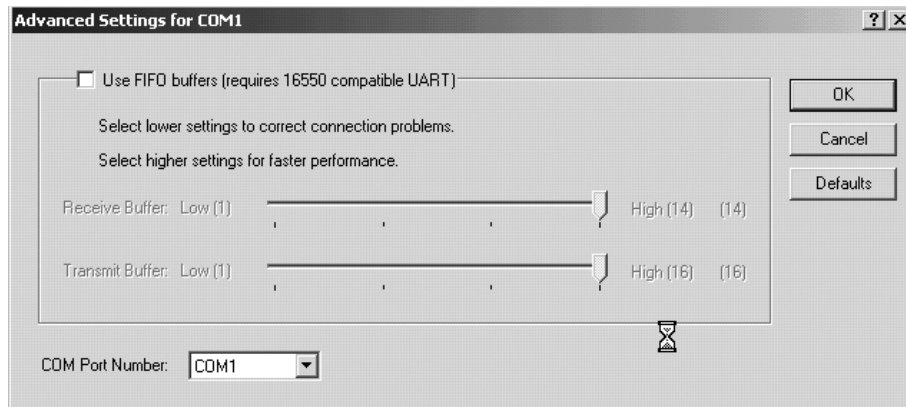 Advanced Settings for COM1
Use FIFO buffers (requires 16550 compatible UART)
OK
Select lower settings to correct connection problems.
Cancel
Select higher settings for faster performance.
Defaults
Receive Buffer: Low (1) High (14) (14)
Transmit Buffer: Low (1) High (16) (16)
COM Port Number: COM1